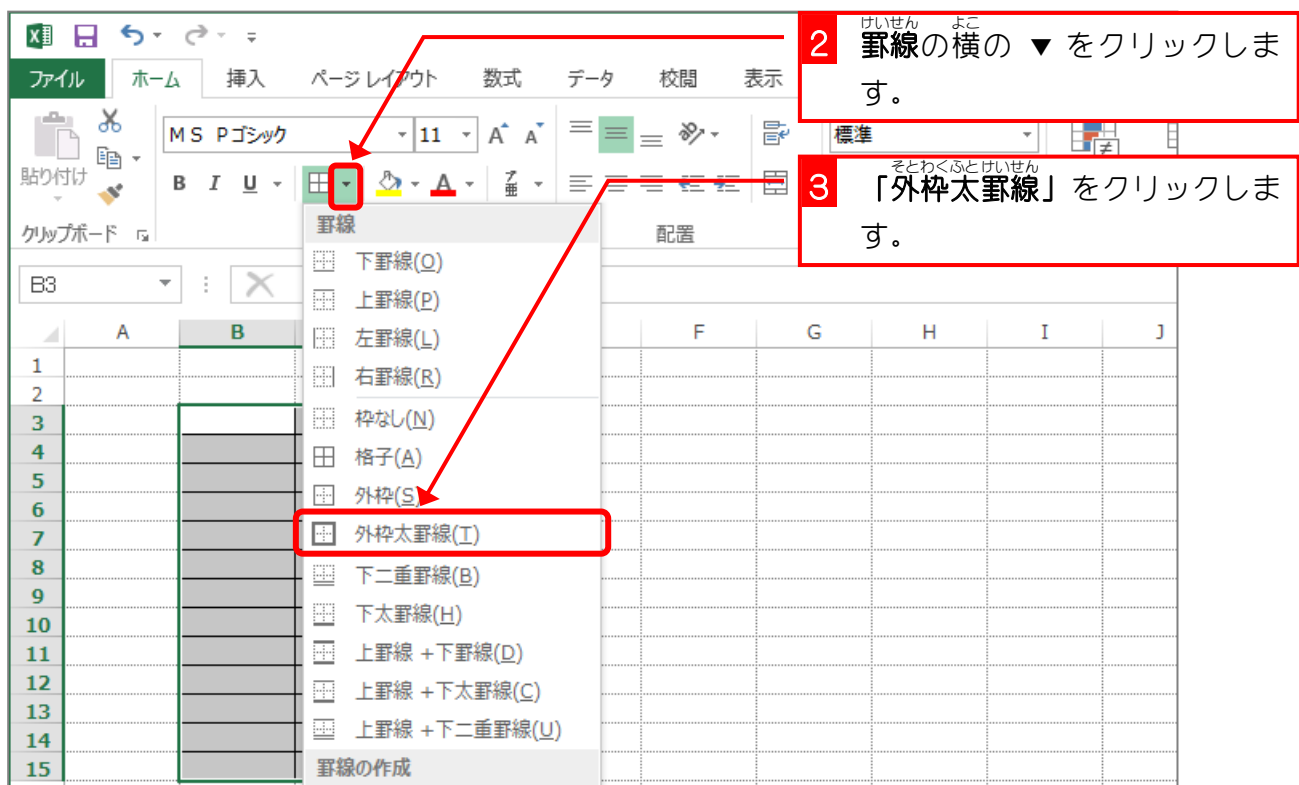 2 罫線の横の ▼ をクリックしま
けいせん よこ
す。
ファイル ホーム 挿入 ページ レイアウト 数式 データ 校閲 表示
ＭＳ Ｐゴシック 11 A A 標準
貼り付け B I U A ア亜
3 「外枠太罫線」をクリックしま
そとわくふとけいせん
す。
クリップボード 配置
罫線
B3
下罫線(O)
上罫線(P)
左罫線(L)
右罫線(R)
枠なし(N)
格子(A)
外枠(S)
外枠太罫線(T)
下二重罫線(B)
下太罫線(H)
上罫線 +下罫線(D)
上罫線 +下太罫線(C)
上罫線 +下二重罫線(U)
罫線の作成
A B F G H I J
1
2
3
4
5
6
7
8
9
10
11
12
13
14
15